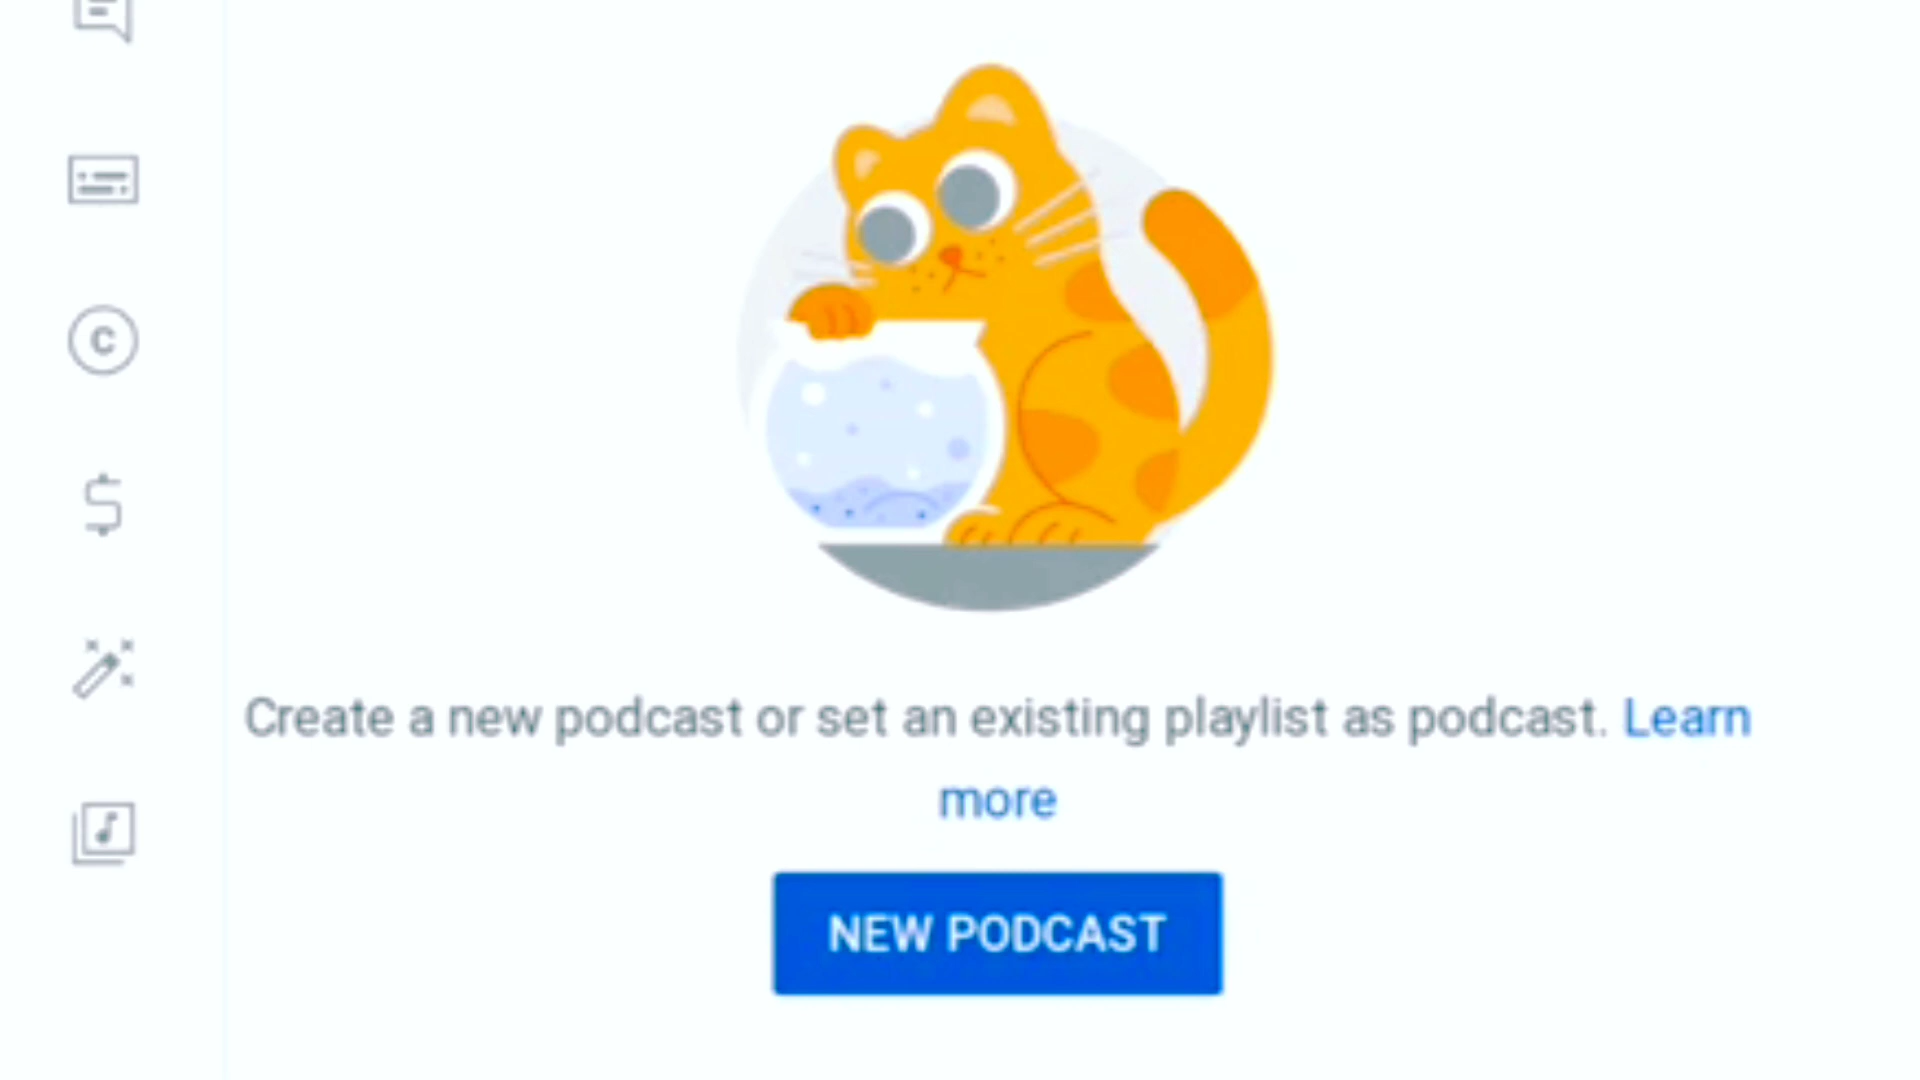 Create a new podcast or set an existing playlist as podcast. Learn
more
NEW PODCAST